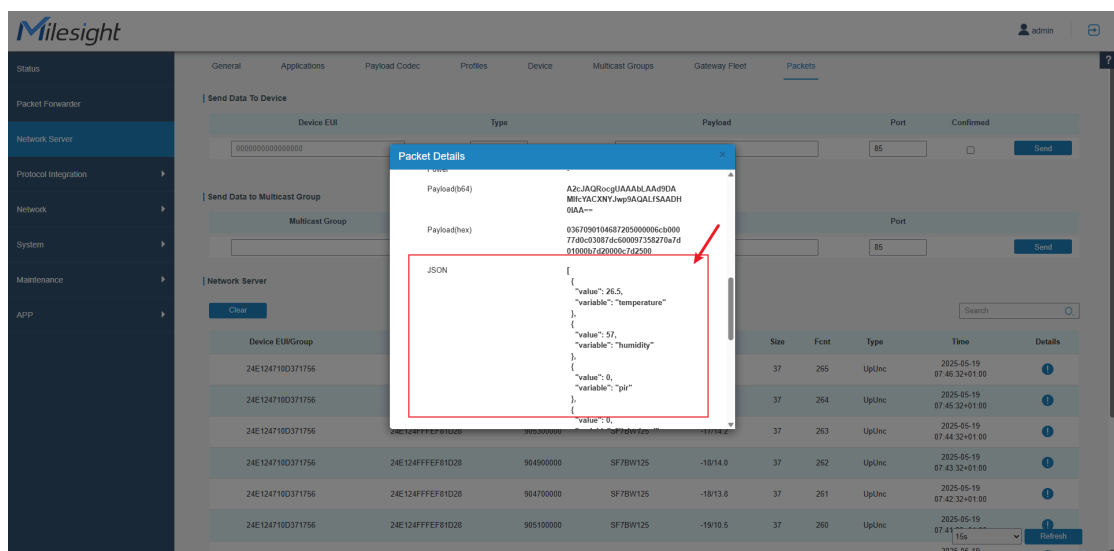 Milesight
admin
Status
Packet Forwarder
Network Server
Protocol Integration
Network
System
Maintenance
APP
General Applications Payload Codec Profiles Device Multicast Groups Gateway Fleet Packets
?
Send Data To Device
Device EUI Type Payload Port Confirmed
0000000000000000 85 Send
Send Data to Multicast Group
Multicast Group Port
85 Send
Network Server
Clear Search
Device EUI/Group Size Fcnt Type Time Details
24E124710D371756 37 265 UpUnc 2025-05-19
07:46:32+01:00
24E124710D371756 37 264 UpUnc 2025-05-19
07:45:32+01:00
24E124710D371756 24E124FFFEF81D28 905300000 SF7BW125 -17/14.2 37 263 UpUnc 2025-05-19
07:44:32+01:00
24E124710D371756 24E124FFFEF81D28 904900000 SF7BW125 -18/14.0 37 262 UpUnc 2025-05-19
07:43:32+01:00
24E124710D371756 24E124FFFEF81D28 904700000 SF7BW125 -18/13.8 37 261 UpUnc 2025-05-19
07:42:32+01:00
24E124710D371756 24E124FFFEF81D28 905100000 SF7BW125 -19/10.5 37 260 UpUnc 2025-05-19
15s Refresh
Packet Details ×
Power -
Payload(b64) A2cJAQRocgUAAAbLAAd9DA
MIfcYACXNYJwp9AQALfSAADH
0lAA==
Payload(hex) 0367090104687205000006cb000
77d0c03087dc600097358270a7d
01000b7d20000c7d2500
JSON [
{
"value": 26.5,
"variable": "temperature"
},
{
"value": 57,
"variable": "humidity"
},
{
"value": 0,
"variable": "pir"
},
{
"value": 0,